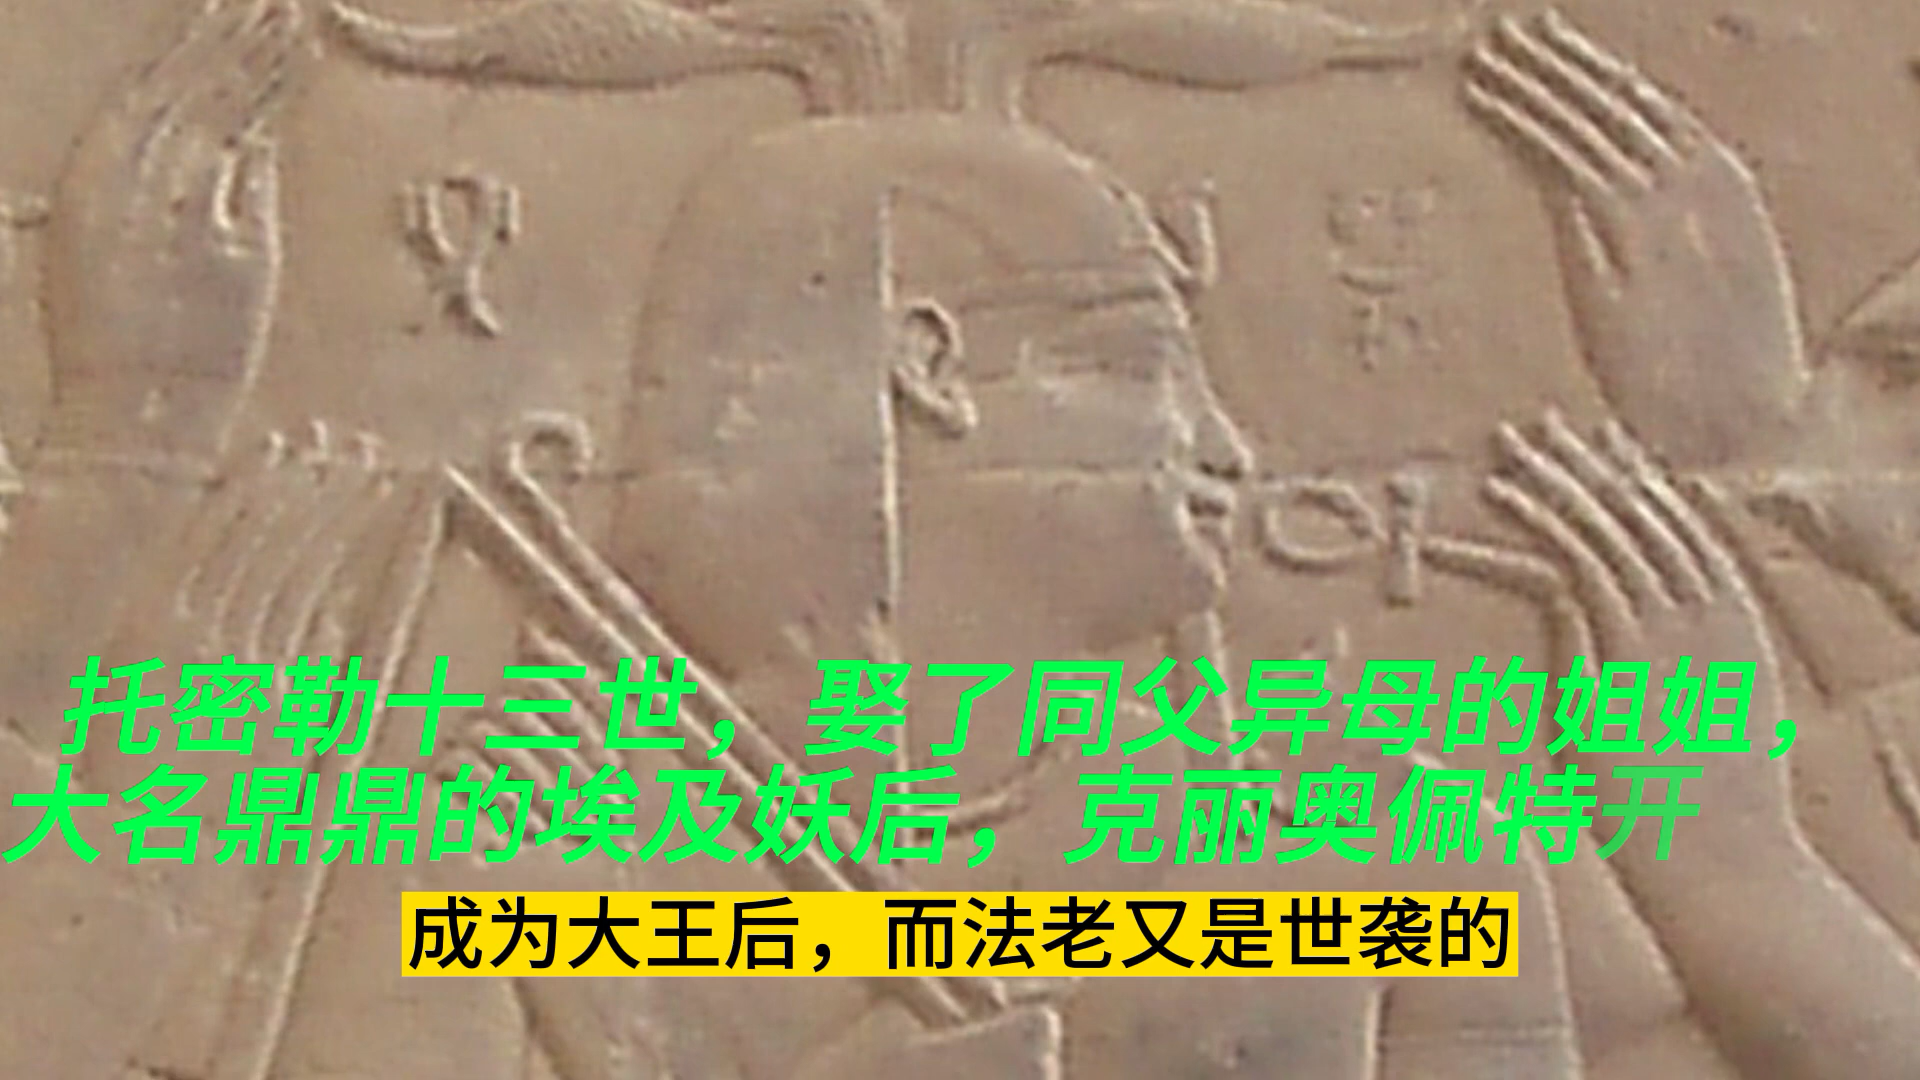 托密勒十三世，娶了同父异母的姐姐，
大名鼎鼎的埃及妖后，克丽奥佩特开
成为大王后，而法老又是世袭的